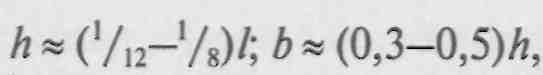 h ≈ (1/12–1/8)l; b ≈ (0,3–0,5)h,